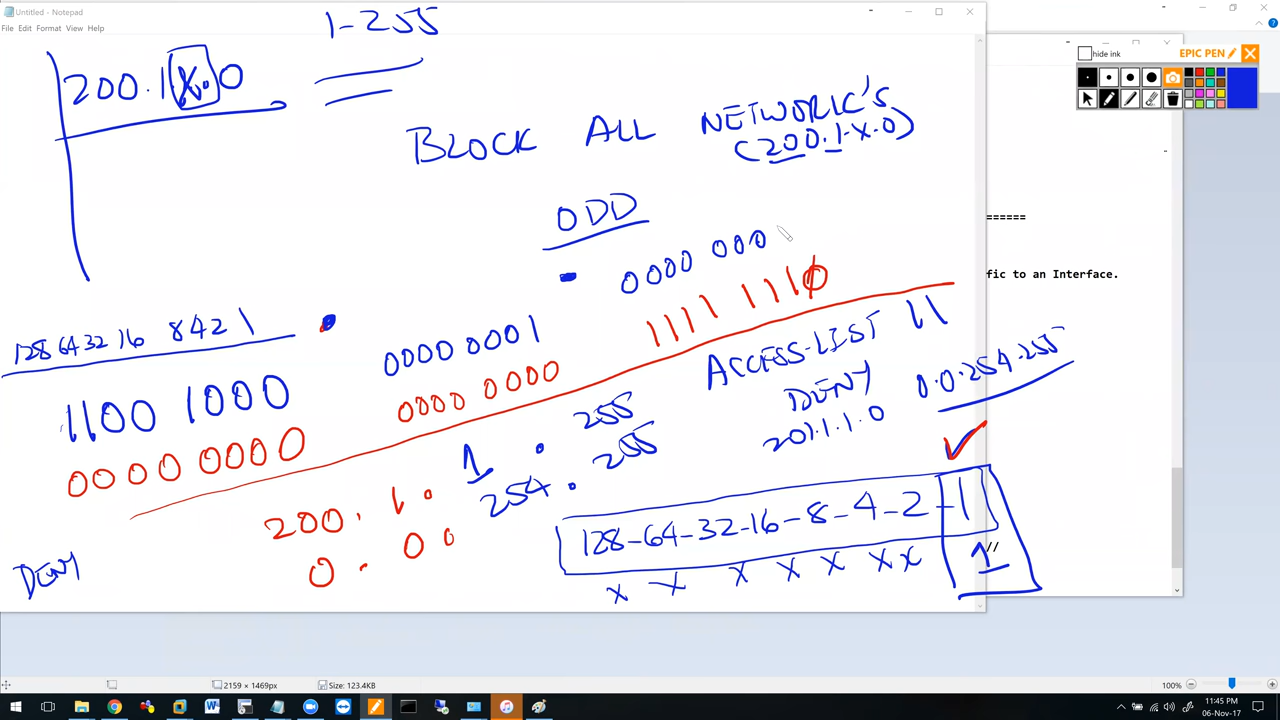 Untitled - Notepad
File Edit Format View Help
hide ink
EPIC PEN
1-255
200.1.X.0
BLOCK ALL NETWORK'S
(200.1.X.0)
ODD
0000 000
1111 1110
======
ffic to an Interface.
128 64 32 16 8 4 2 1
0000 0001
1100 1000
0000 0000
0000 0000
ACCESS-LIST 11
DENY
201.1.1.0 0.0.254.255
200.1.1.255
0.0 254.255
128-64-32-16-8-4-2-1
X X X X X X X 1
"
DENY
2159 × 1469px
Size: 123.4KB
100%
11:45 PM
06-Nov-17